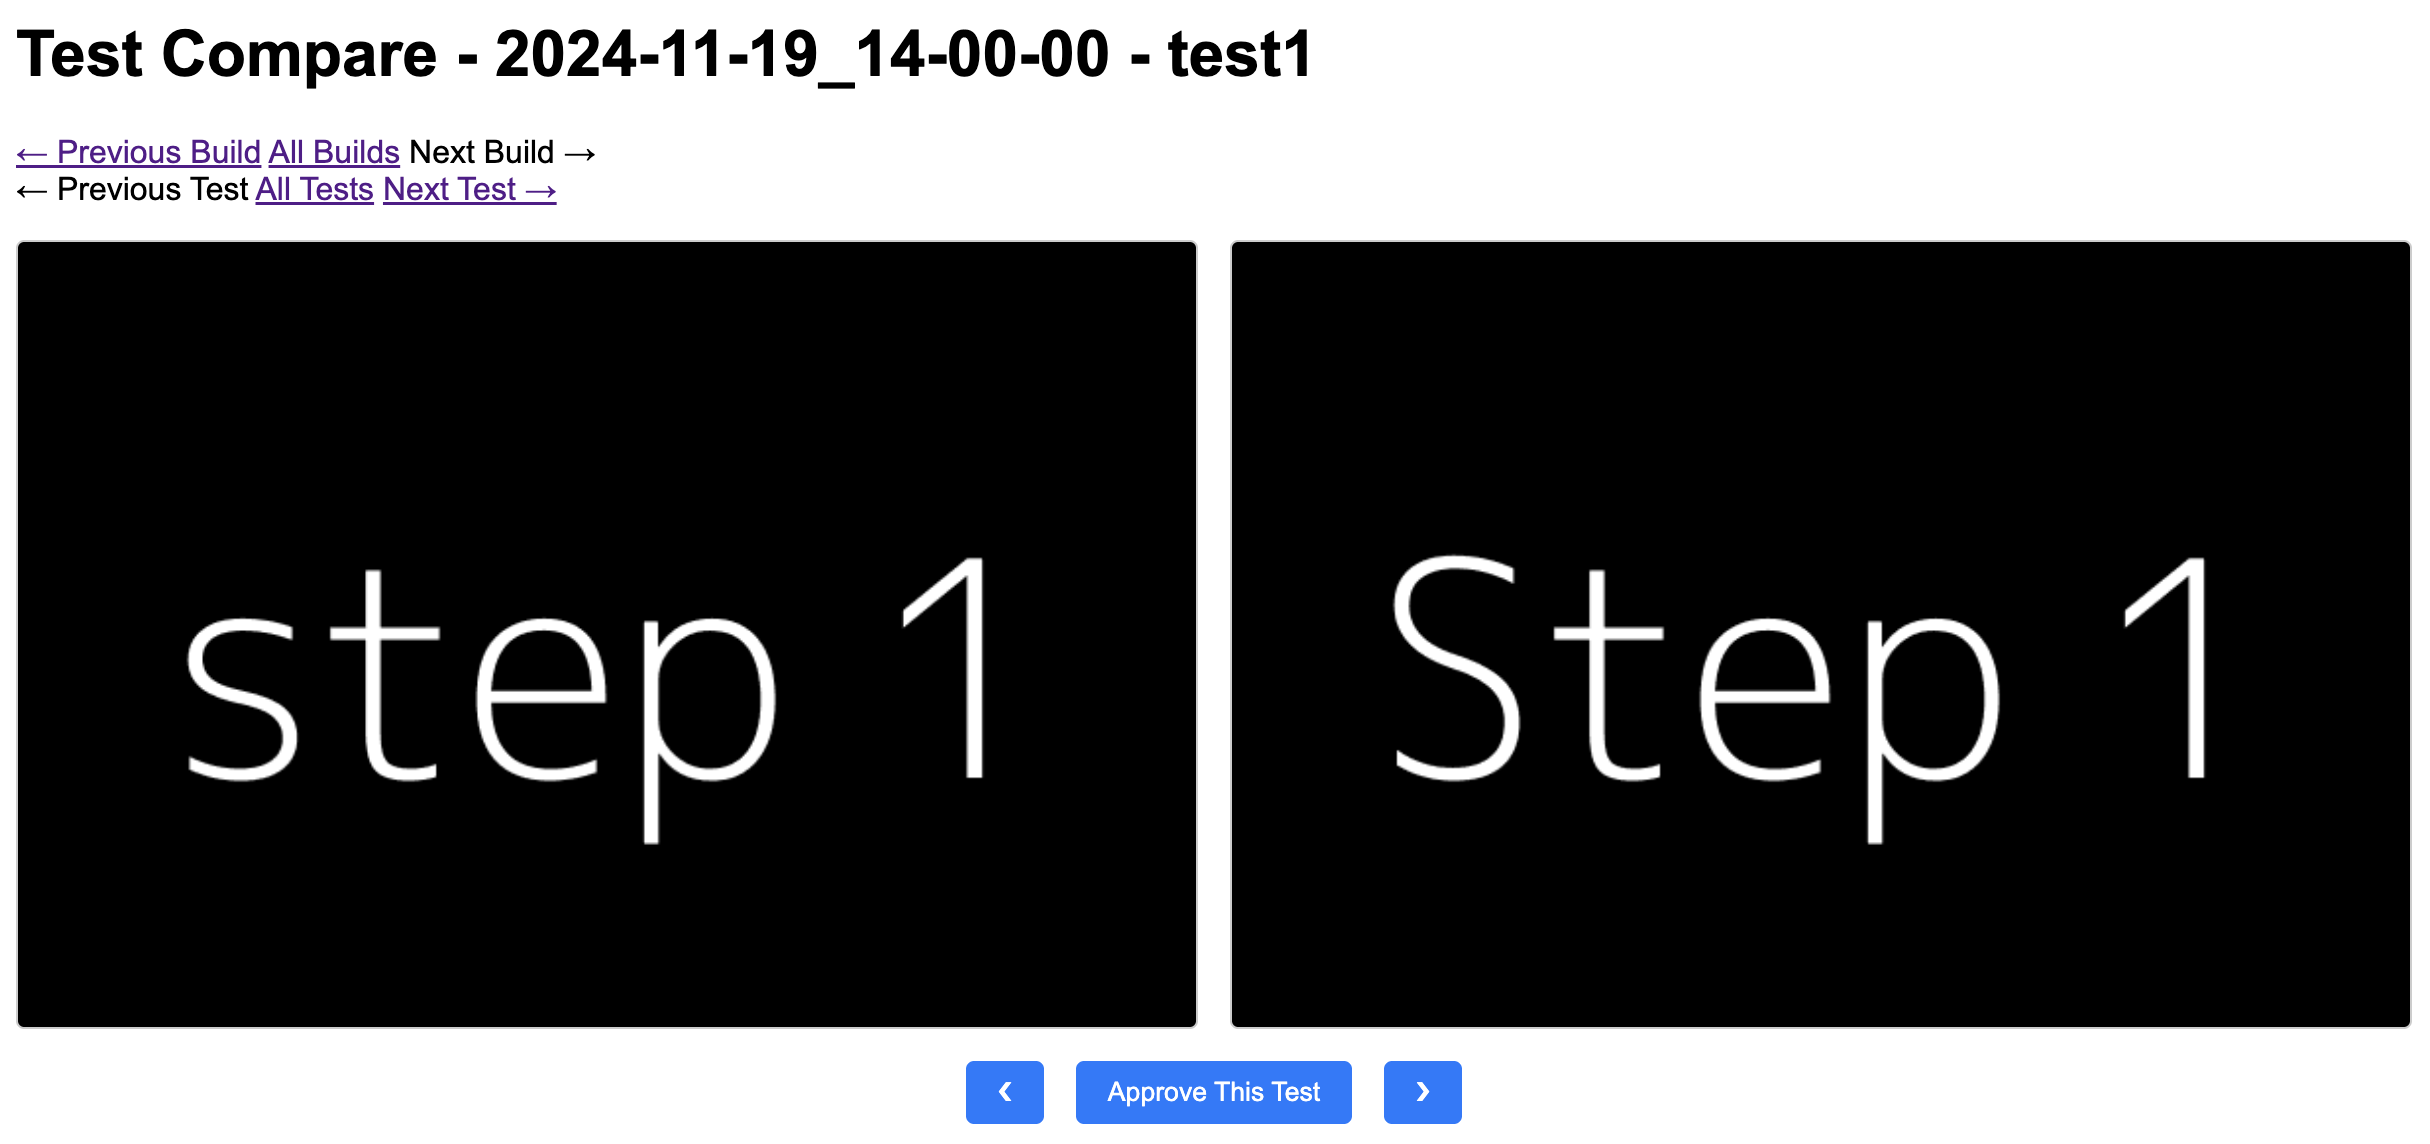 Test Compare - 2024-11-19_14-00-00 - test1
← Previous Build All Builds Next Build →
← Previous Test All Tests Next Test →
step 1
Step 1
‹ Approve This Test ›